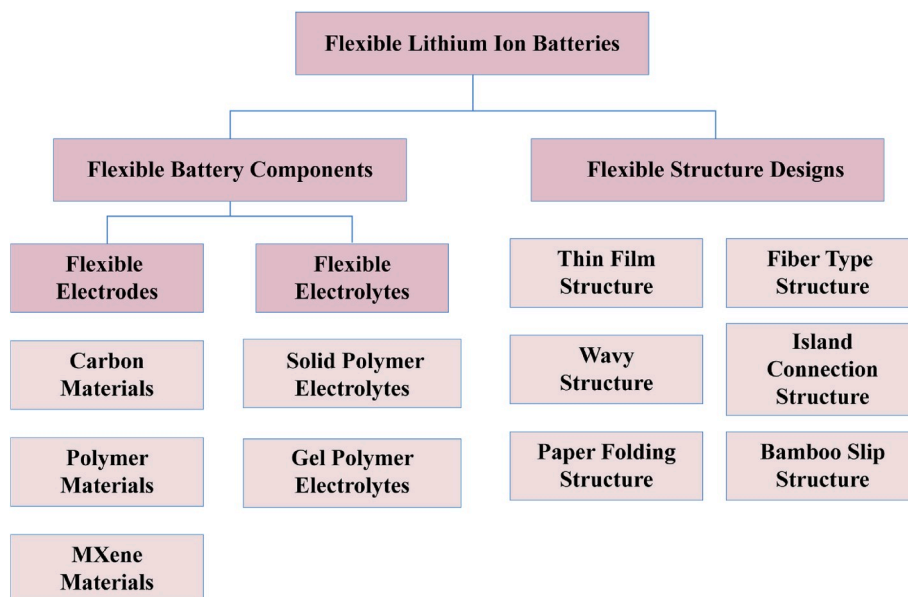 Flexible Lithium Ion Batteries
Flexible Battery Components
Flexible Structure Designs
Flexible
Electrodes
Flexible
Electrolytes
Thin Film
Structure
Fiber Type
Structure
Carbon
Materials
Solid Polymer
Electrolytes
Wavy
Structure
Island
Connection
Structure
Polymer
Materials
Gel Polymer
Electrolytes
Paper Folding
Structure
Bamboo Slip
Structure
MXene
Materials